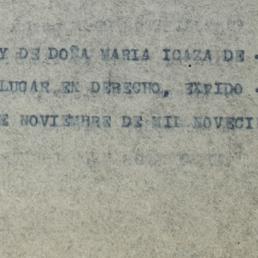 Y DE DOÑA MARIA ICAZA DE -
LUGAR EN DERECHO, EXPIDO -
E NOVIEMBRE DE MIL NOVECI